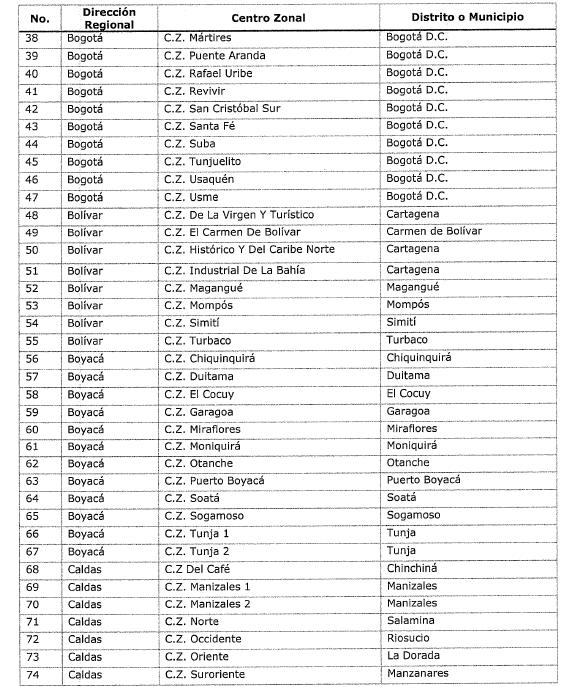 No. Dirección Regional Centro Zonal Distrito o Municipio
38 Bogotá C.Z. Mártires Bogotá D.C.
39 Bogotá C.Z. Puente Aranda Bogotá D.C.
40 Bogotá C.Z. Rafael Uribe Bogotá D.C.
41 Bogotá C.Z. Revivir Bogotá D.C.
42 Bogotá C.Z. San Cristóbal Sur Bogotá D.C.
43 Bogotá C.Z. Santa Fé Bogotá D.C.
44 Bogotá C.Z. Suba Bogotá D.C.
45 Bogotá C.Z. Tunjuelito Bogotá D.C.
46 Bogotá C.Z. Usaquén Bogotá D.C.
47 Bogotá C.Z. Usme Bogotá D.C.
48 Bolívar C.Z. De La Virgen Y Turístico Cartagena
49 Bolívar C.Z. El Carmen De Bolívar Carmen de Bolívar
50 Bolívar C.Z. Histórico Y Del Caribe Norte Cartagena
51 Bolívar C.Z. Industrial De La Bahía Cartagena
52 Bolívar C.Z. Magangué Magangué
53 Bolívar C.Z. Mompós Mompós
54 Bolívar C.Z. Simití Simití
55 Bolívar C.Z. Turbaco Turbaco
56 Boyacá C.Z. Chiquinquirá Chiquinquirá
57 Boyacá C.Z. Duitama Duitama
58 Boyacá C.Z. El Cocuy El Cocuy
59 Boyacá C.Z. Garagoa Garagoa
60 Boyacá C.Z. Miraflores Miraflores
61 Boyacá C.Z. Moniquirá Moniquirá
62 Boyacá C.Z. Otanche Otanche
63 Boyacá C.Z. Puerto Boyacá Puerto Boyacá
64 Boyacá C.Z. Soatá Soatá
65 Boyacá C.Z. Sogamoso Sogamoso
66 Boyacá C.Z. Tunja 1 Tunja
67 Boyacá C.Z. Tunja 2 Tunja
68 Caldas C.Z Del Café Chinchiná
69 Caldas C.Z. Manizales 1 Manizales
70 Caldas C.Z. Manizales 2 Manizales
71 Caldas C.Z. Norte Salamina
72 Caldas C.Z. Occidente Riosucio
73 Caldas C.Z. Oriente La Dorada
74 Caldas C.Z. Suroriente Manzanares